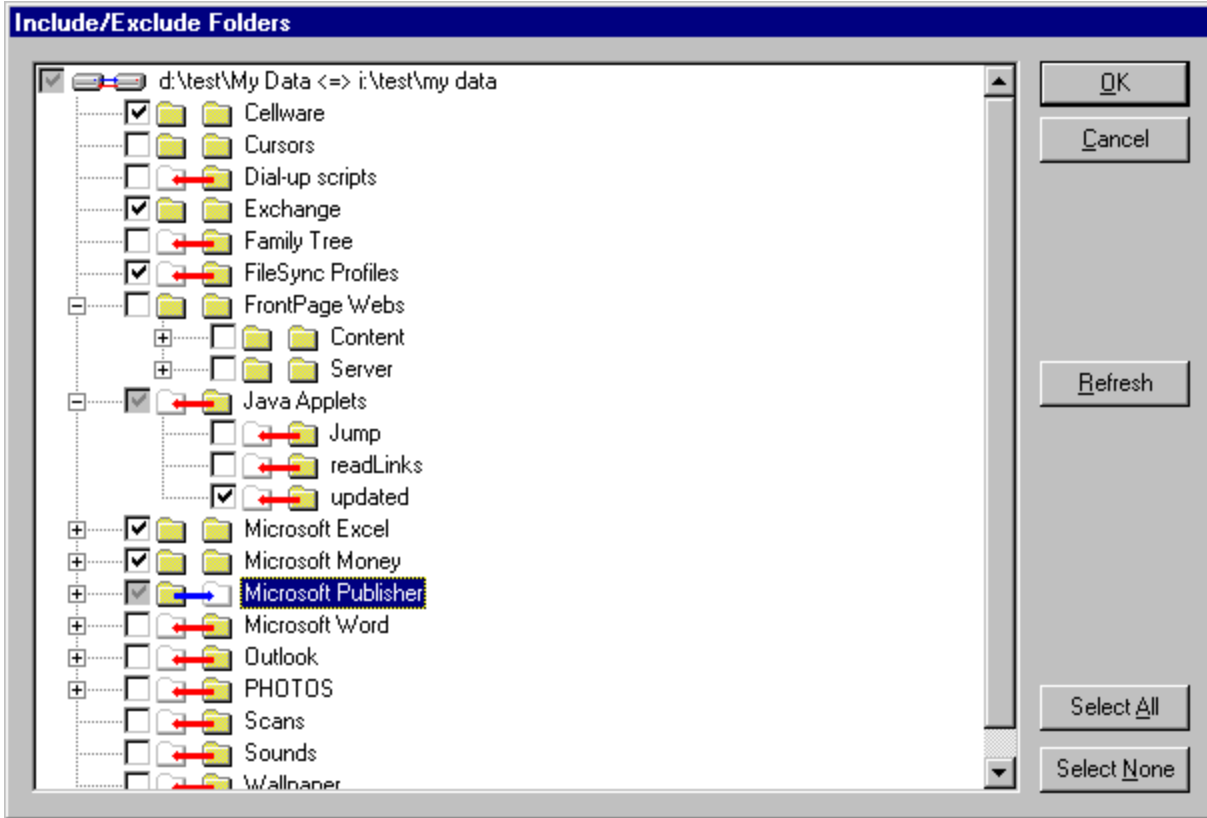 Include/Exclude Folders
d:\test\My Data <=> i:\test\my data
Cellware
Cursors
Dial-up scripts
Exchange
Family Tree
FileSync Profiles
FrontPage Webs
Content
Server
Java Applets
Jump
readLinks
updated
Microsoft Excel
Microsoft Money
Microsoft Publisher
Microsoft Word
Outlook
PHOTOS
Scans
Sounds
Wallpaper
OK
Cancel
Refresh
Select All
Select None